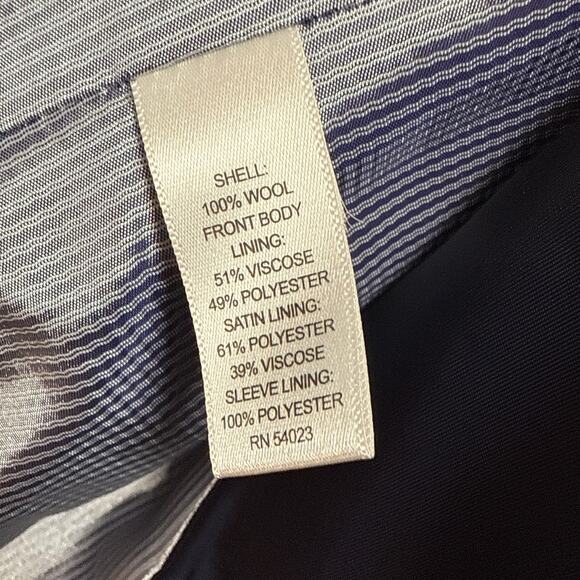 SHELL:
100% WOOL
FRONT BODY
LINING:
51% VISCOSE
49% POLYESTER
SATIN LINING:
61% POLYESTER
39% VISCOSE
SLEEVE LINING:
100% POLYESTER
RN 54023